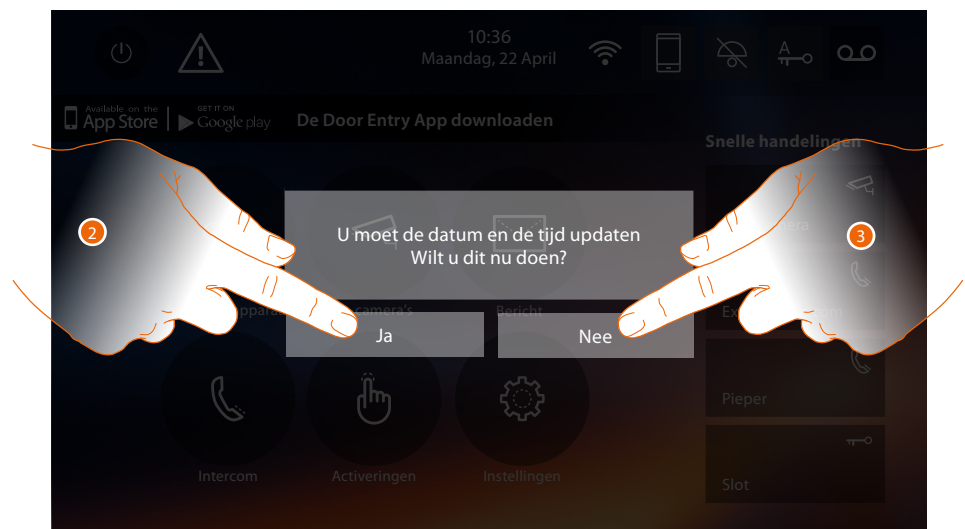 10:36
Maandag, 22 April
A
Available on the
App Store
GET IT ON
Google play
De Door Entry App downloaden
Snelle handelingen
2
3
U moet de datum en de tijd updaten
Wilt u dit nu doen?
camera's
Bericht
Ja
Nee
Pieper
Intercom
Activeringen
Instellingen
Slot